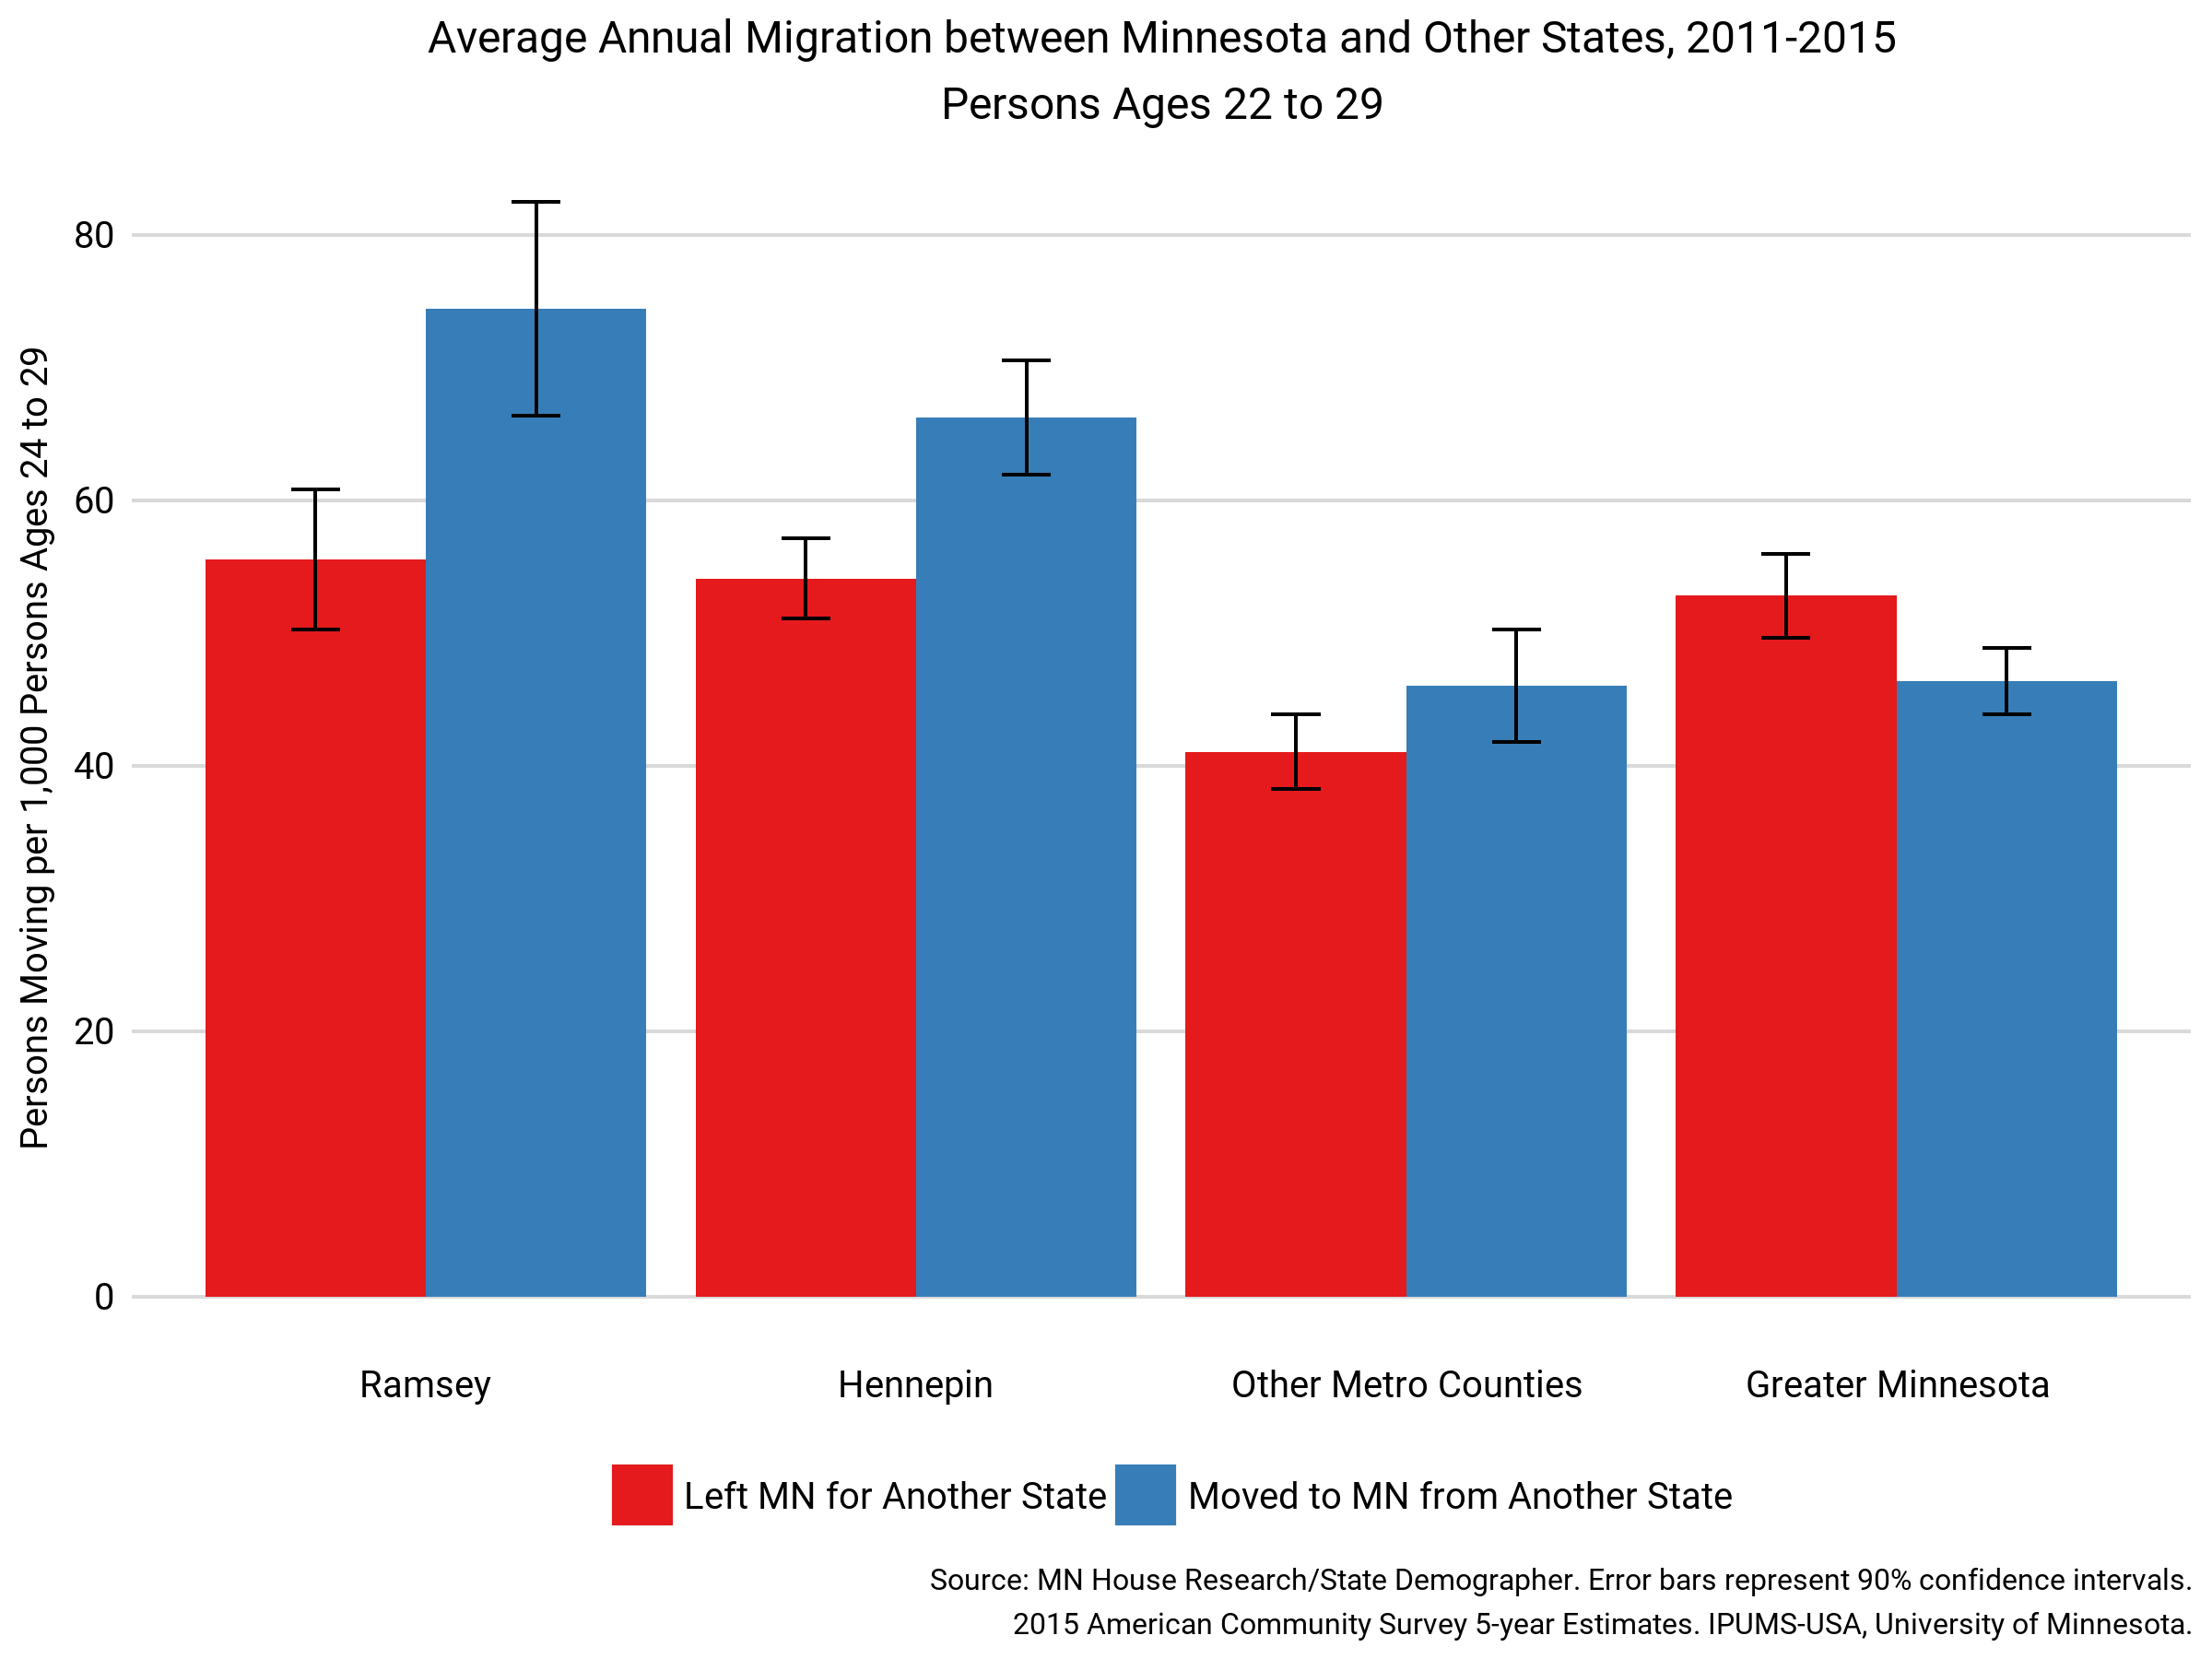 Average Annual Migration between Minnesota and Other States, 2011-2015
Persons Ages 22 to 29
Persons Moving per 1,000 Persons Ages 24 to 29
80
60
40
20
0
Ramsey
Hennepin
Other Metro Counties
Greater Minnesota
Left MN for Another State
Moved to MN from Another State
Source: MN House Research/State Demographer. Error bars represent 90% confidence intervals.
2015 American Community Survey 5-year Estimates. IPUMS-USA, University of Minnesota.